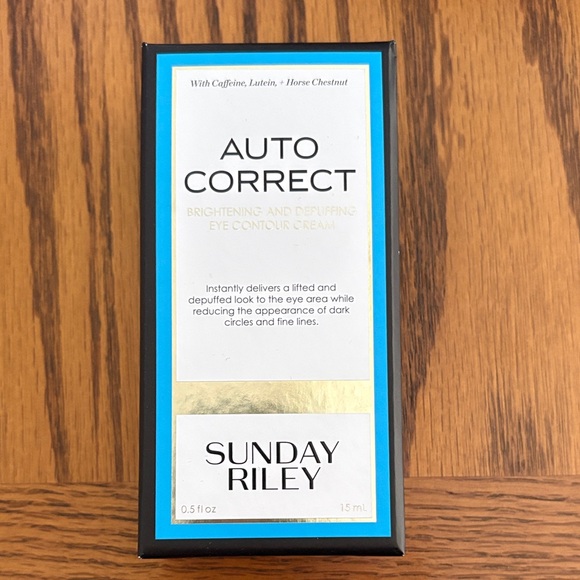 With Caffeine, Lutein, + Horse Chestnut
AUTO
CORRECT
BRIGHTENING AND DEPUFFING
EYE CONTOUR CREAM
Instantly delivers a lifted and
depuffed look to the eye area while
reducing the appearance of dark
circles and fine lines.
SUNDAY
RILEY
0.5 fl oz 15 mL